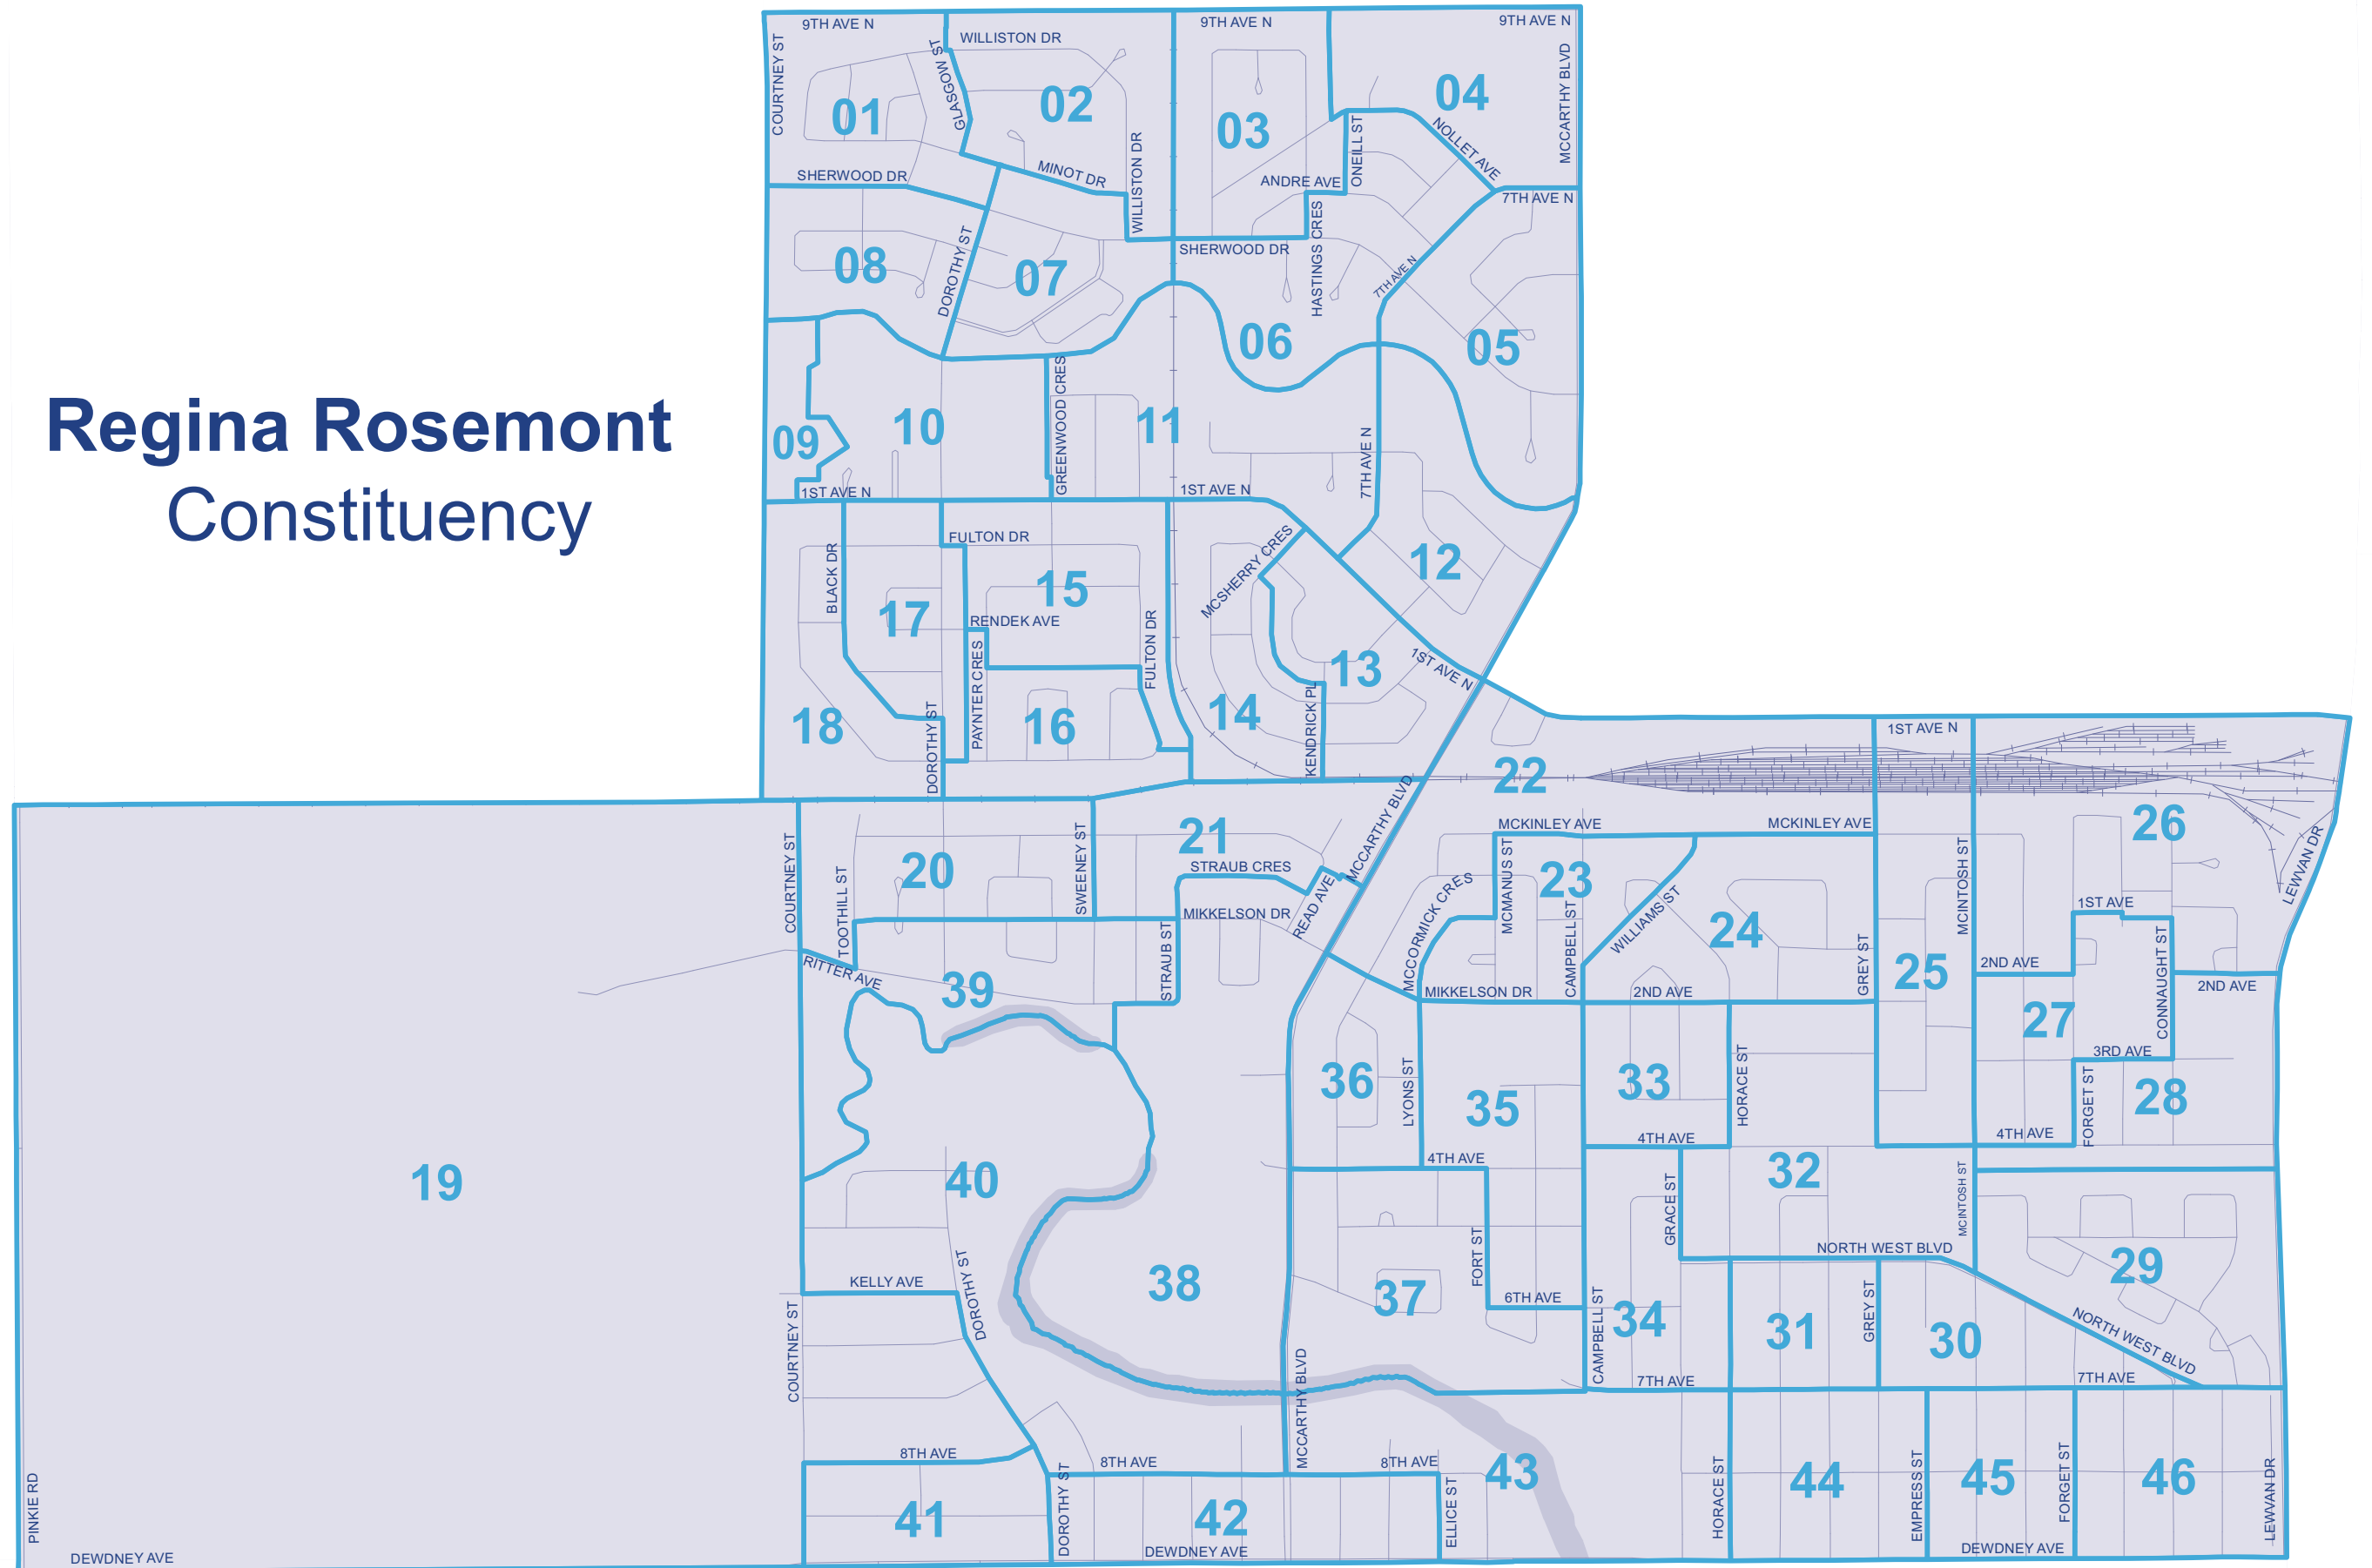 9TH AVE N
9TH AVE N
9TH AVE N
WILLISTON DR
COURTNEY ST
GLASGOW ST
MCCARTHY BLVD
01
02
03
04
NOLLET AVE
ONEILL ST
WILLISTON DR
MINOT DR
SHERWOOD DR
ANDRE AVE
7TH AVE N
SHERWOOD DR
HASTINGS CRES
DOROTHY ST
08
07
7TH AVE N
06
05
Regina Rosemont
Constituency
GREENWOOD CRES
09
10
11
7TH AVE N
1ST AVE N
1ST AVE N
FULTON DR
BLACK DR
MCSHERRY CRES
12
15
17
RENDEK AVE
FULTON DR
PAYNTER CRES
13
1ST AVE N
18
16
14
KENDRICK PL
DOROTHY ST
1ST AVE N
22
MCCARTHY BLVD
26
MCKINLEY AVE
MCKINLEY AVE
COURTNEY ST
TOOTHILL ST
20
SWEENEY ST
21
STRAUB CRES
READ AVE
MCCORMICK CRES
MCMANUS ST
23
CAMPBELL ST
WILLIAMS ST
24
GREY ST
MCINTOSH ST
LEWVAN DR
1ST AVE
MIKKELSON DR
STRAUB ST
RITTER AVE
39
MIKKELSON DR
2ND AVE
25
2ND AVE
CONNAUGHT ST
2ND AVE
27
36
LYONS ST
35
33
HORACE ST
3RD AVE
FORGET ST
28
19
40
4TH AVE
4TH AVE
4TH AVE
32
GRACE ST
MCINTOSH ST
FORT ST
NORTH WEST BLVD
KELLY AVE
DOROTHY ST
38
37
6TH AVE
29
COURTNEY ST
MCCARTHY BLVD
CAMPBELL ST
34
31
GREY ST
30
NORTH WEST BLVD
7TH AVE
7TH AVE
8TH AVE
8TH AVE
8TH AVE
43
PINKIE RD
41
DOROTHY ST
42
ELLICE ST
HORACE ST
44
EMPRESS ST
45
FORGET ST
46
LEWVAN DR
DEWDNEY AVE
DEWDNEY AVE
DEWDNEY AVE